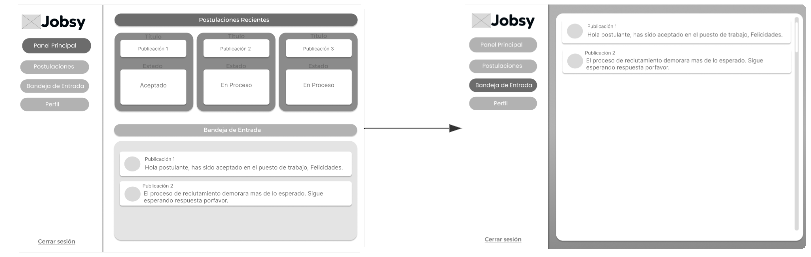 Jobsy
Panel Principal
Postulaciones
Bandeja de Entrada
Perfil
Cerrar sesión
Postulaciones Recientes
Título
Título
Título
Publicación 1
Publicación 2
Publicación 3
Estado
Estado
Estado
Aceptado
En Proceso
En Proceso
Bandeja de Entrada
Publicación 1
Hola postulante, has sido aceptado en el puesto de trabajo, Felicidades.
Publicación 2
El proceso de reclutamiento demorara mas de lo esperado. Sigue
esperando respuesta porfavor.
Jobsy
Panel Principal
Postulaciones
Bandeja de Entrada
Perfil
Cerrar sesión
Publicación 1
Hola postulante, has sido aceptado en el puesto de trabajo, Felicidades.
Publicación 2
El proceso de reclutamiento demorara mas de lo esperado. Sigue
esperando respuesta porfavor.